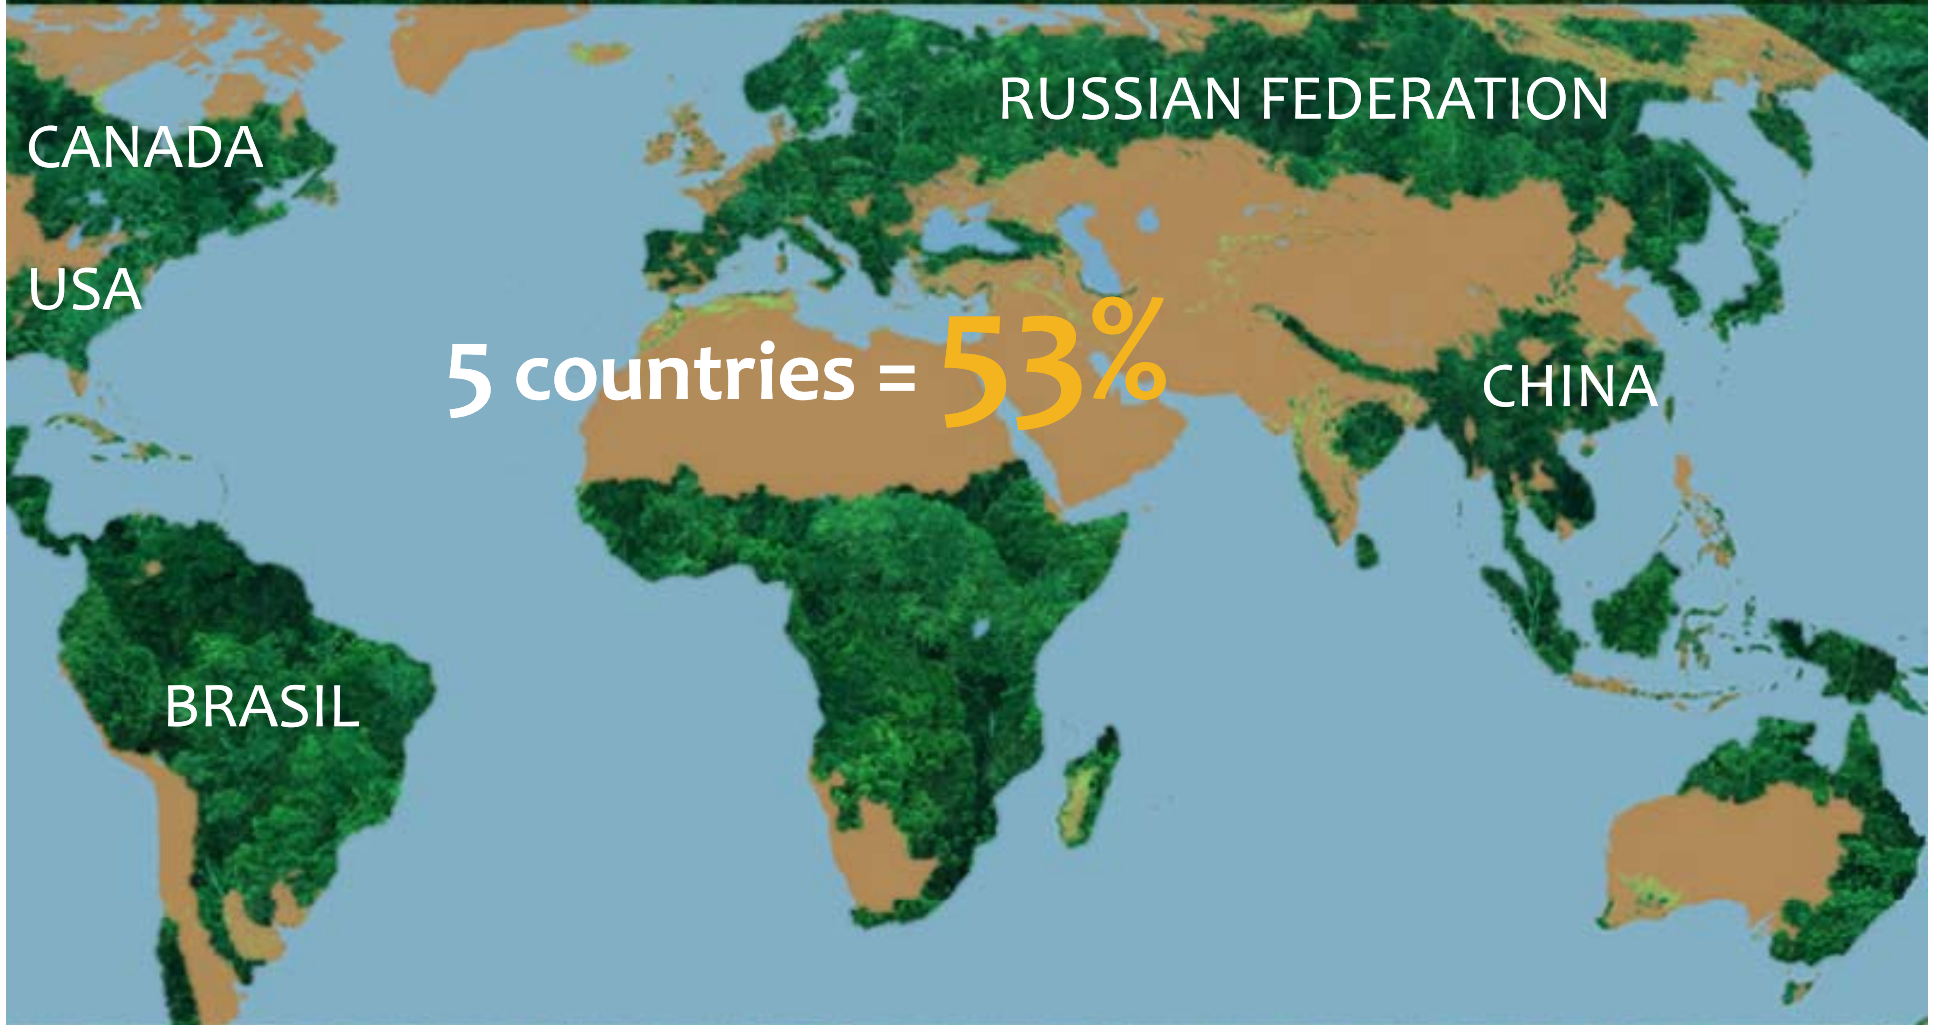 RUSSIAN FEDERATION
CANADA
USA
5 countries = 53%
CHINA
BRASIL